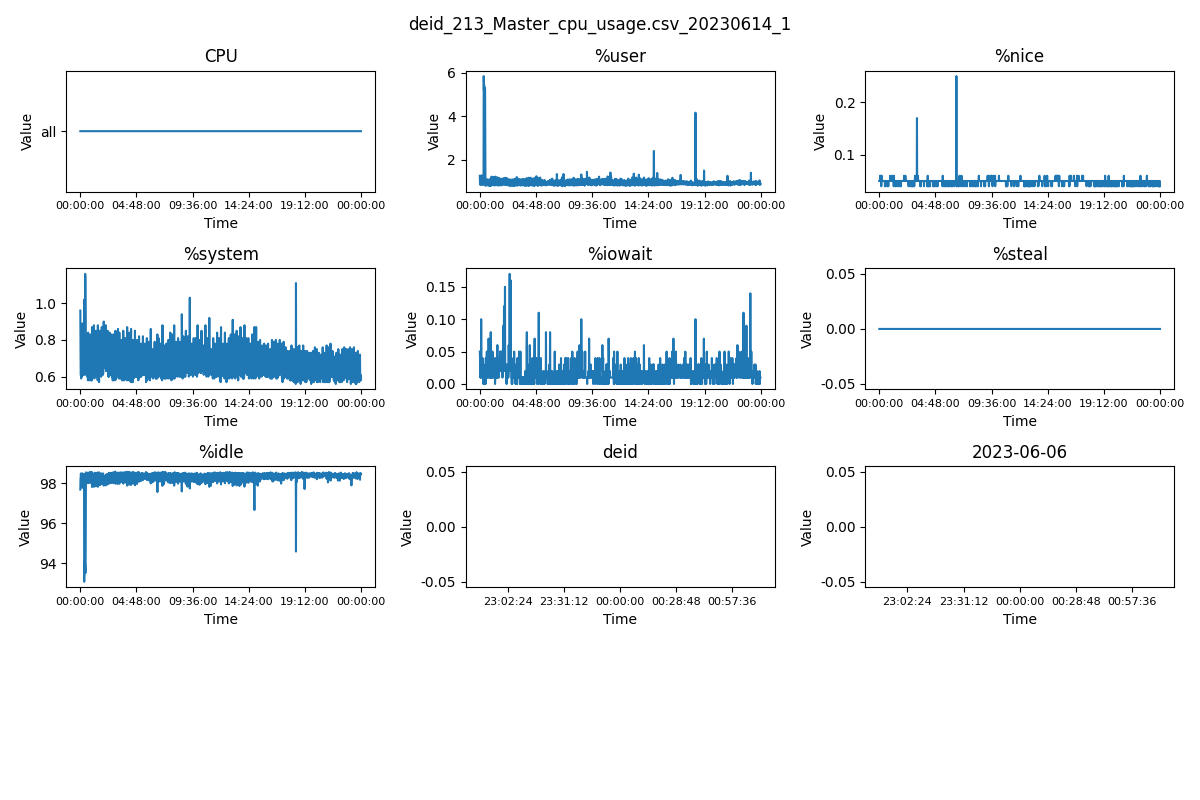 deid_213_Master_cpu_usage.csv_20230614_1
CPU
Value
all
00:00:00 04:48:00 09:36:00 14:24:00 19:12:00 00:00:00
Time
%user
Value
6
4
2
00:00:00 04:48:00 09:36:00 14:24:00 19:12:00 00:00:00
Time
%nice
Value
0.2
0.1
00:00:00 04:48:00 09:36:00 14:24:00 19:12:00 00:00:00
Time
%system
Value
1.0
0.8
0.6
00:00:00 04:48:00 09:36:00 14:24:00 19:12:00 00:00:00
Time
%iowait
Value
0.15
0.10
0.05
0.00
00:00:00 04:48:00 09:36:00 14:24:00 19:12:00 00:00:00
Time
%steal
Value
0.05
0.00
-0.05
00:00:00 04:48:00 09:36:00 14:24:00 19:12:00 00:00:00
Time
%idle
Value
98
96
94
00:00:00 04:48:00 09:36:00 14:24:00 19:12:00 00:00:00
Time
deid
Value
0.05
0.00
-0.05
23:02:24 23:31:12 00:00:00 00:28:48 00:57:36
Time
2023-06-06
Value
0.05
0.00
-0.05
23:02:24 23:31:12 00:00:00 00:28:48 00:57:36
Time